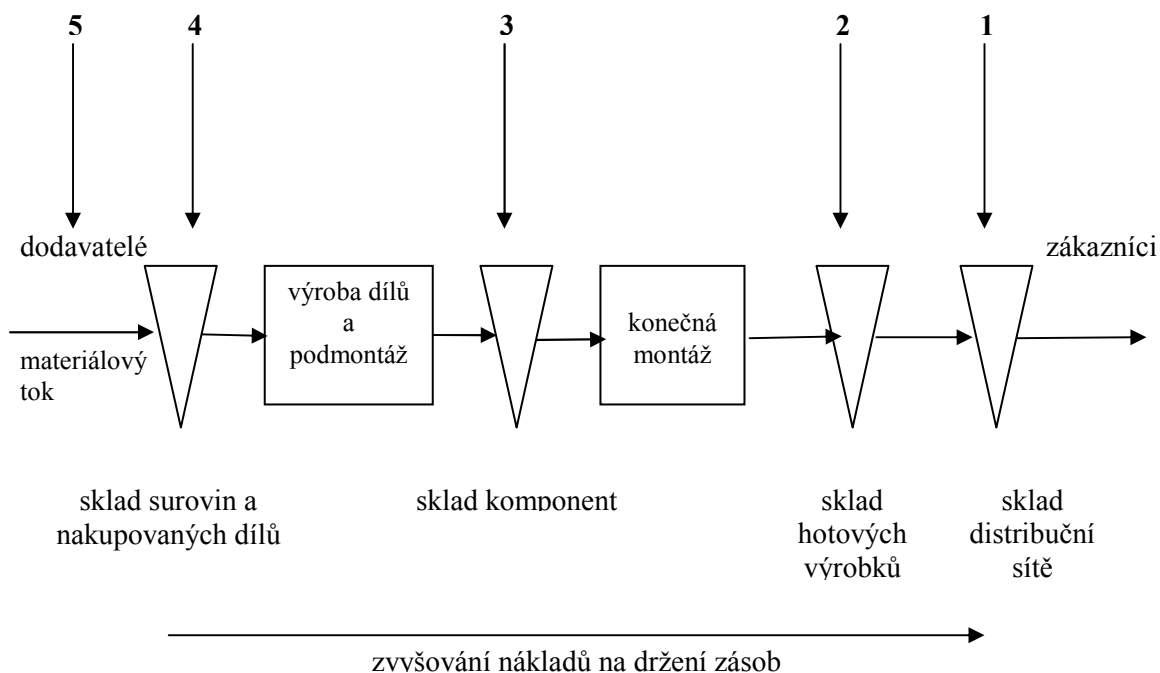 5 4 3 2 1
dodavatelé
zákazníci
materiálový
tok
výroba dílů
a
podmontáž
konečná
montáž
sklad surovin a
nakupovaných dílů
sklad komponent
sklad
hotových
výrobků
sklad
distribuční
sítě
zvyšování nákladů na držení zásob